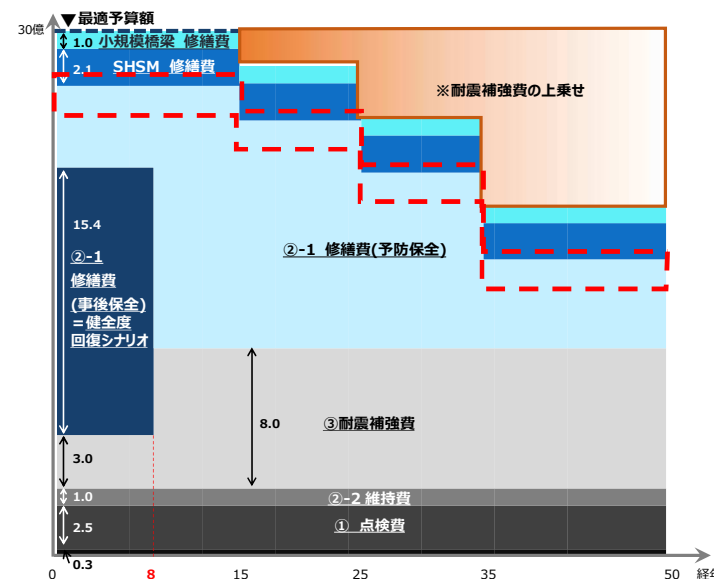 ▼最適予算額
30億
1.0 小規模橋梁 修繕費
2.1 SHSM 修繕費
※耐震補強費の上乗せ
15.4
②-1
修繕費
(事後保全)
＝健全度
回復シナリオ
②-1 修繕費(予防保全)
8.0 ③耐震補強費
3.0
1.0 ②-2 維持費
2.5 ① 点検費
0.3
0 8 15 25 35 50 経年